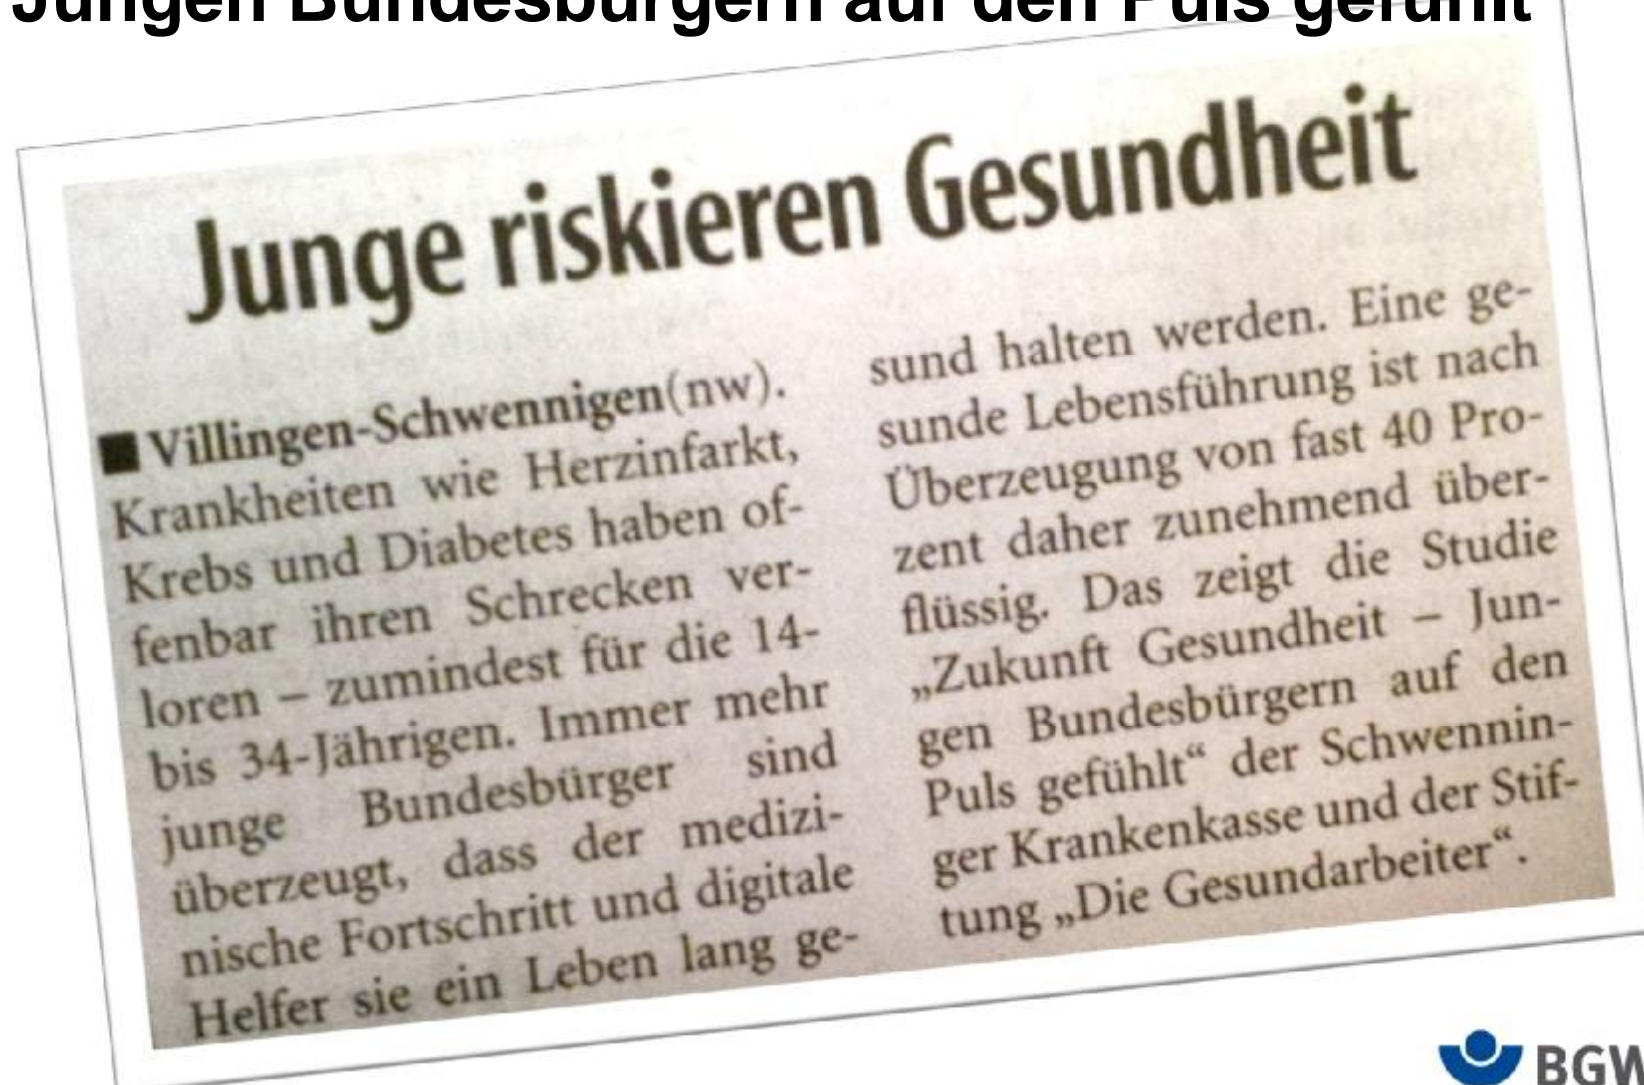 Jungen Bundesbürgern auf den Puls gefühlt
Junge riskieren Gesundheit
■ Villingen-Schwennigen(nw).
Krankheiten wie Herzinfarkt,
Krebs und Diabetes haben of-
fenbar ihren Schrecken ver-
loren – zumindest für die 14-
bis 34-Jährigen. Immer mehr
junge Bundesbürger sind
überzeugt, dass der medizi-
nische Fortschritt und digitale
Helfer sie ein Leben lang ge-
sund halten werden. Eine ge-
sunde Lebensführung ist nach
Überzeugung von fast 40 Pro-
zent daher zunehmend über-
flüssig. Das zeigt die Studie
„Zukunft Gesundheit – Jun-
gen Bundesbürgern auf den
Puls gefühlt“ der Schwennin-
ger Krankenkasse und der Stif-
tung „Die Gesundarbeiter“.
BGW